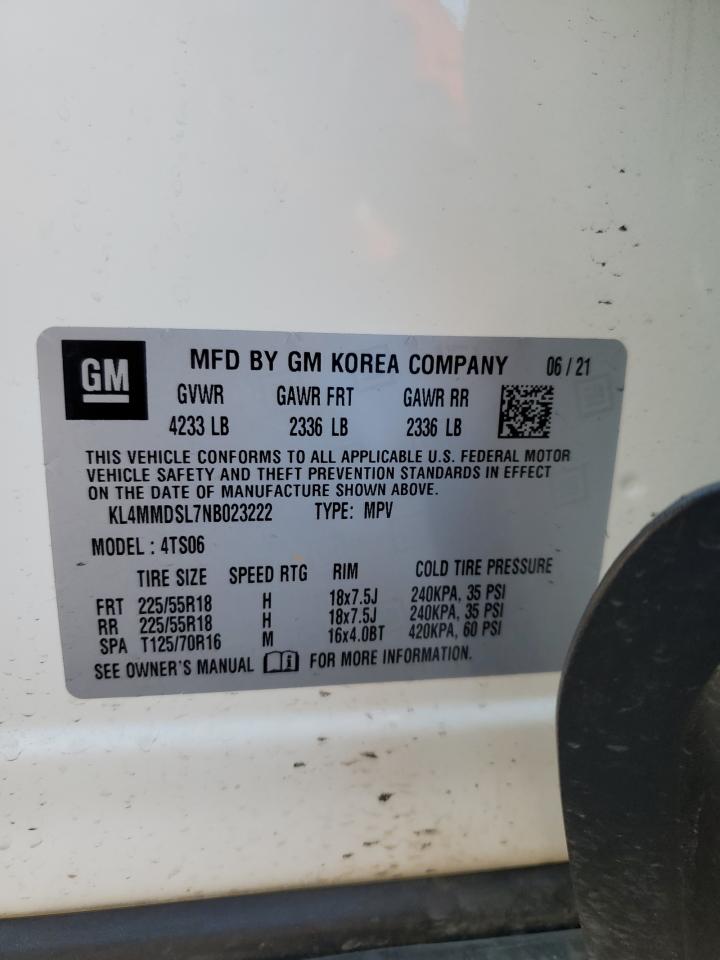 GM
MFD BY GM KOREA COMPANY 06 / 21
GVWR GAWR FRT GAWR RR
4233 LB 2336 LB 2336 LB
THIS VEHICLE CONFORMS TO ALL APPLICABLE U.S. FEDERAL MOTOR
VEHICLE SAFETY AND THEFT PREVENTION STANDARDS IN EFFECT
ON THE DATE OF MANUFACTURE SHOWN ABOVE.
KL4MMDSL7NB023222 TYPE: MPV
MODEL : 4TS06
TIRE SIZE SPEED RTG RIM COLD TIRE PRESSURE
FRT 225/55R18 H 18x7.5J 240KPA, 35 PSI
RR 225/55R18 H 18x7.5J 240KPA, 35 PSI
SPA T125/70R16 M 16x4.0BT 420KPA, 60 PSI
SEE OWNER'S MANUAL FOR MORE INFORMATION.